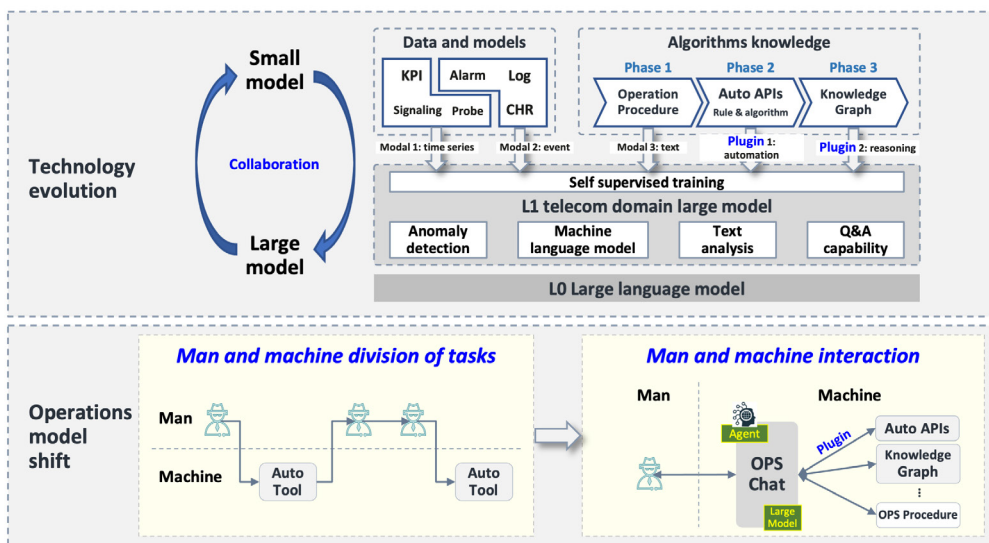 Technology
evolution
Small
model
Collaboration
Large
model
Data and models
KPI
Alarm
Log
Signaling
Probe
CHR
Algorithms knowledge
Phase 1
Phase 2
Phase 3
Operation
Procedure
Auto APIs
Rule & algorithm
Knowledge
Graph
Modal 1: time series
Modal 2: event
Modal 3: text
Plugin 1:
automation
Plugin 2: reasoning
Self supervised training
L1 telecom domain large model
Anomaly
detection
Machine
language model
Text
analysis
Q&A
capability
L0 Large language model
Operations
model
shift
Man and machine division of tasks
Man
Machine
Auto
Tool
Auto
Tool
Man and machine interaction
Man
Machine
Agent
OPS
Chat
Large
Model
Plugin
Auto APIs
Knowledge
Graph
...
OPS Procedure